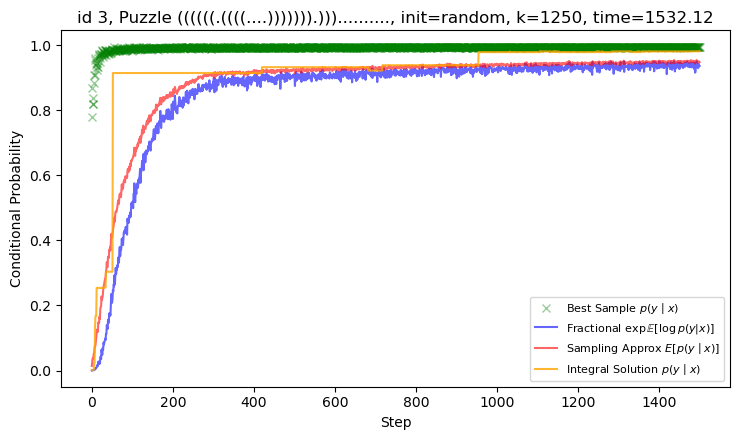 id 3, Puzzle ((((((.((((....))))))).))).........., init=random, k=1250, time=1532.12
1.0
0.8
0.6
0.4
0.2
0.0
Conditional Probability
Best Sample p(y | x)
Fractional exp𝔼[log p(y|x)]
Sampling Approx E[p(y | x)]
Integral Solution p(y | x)
0 200 400 600 800 1000 1200 1400
Step